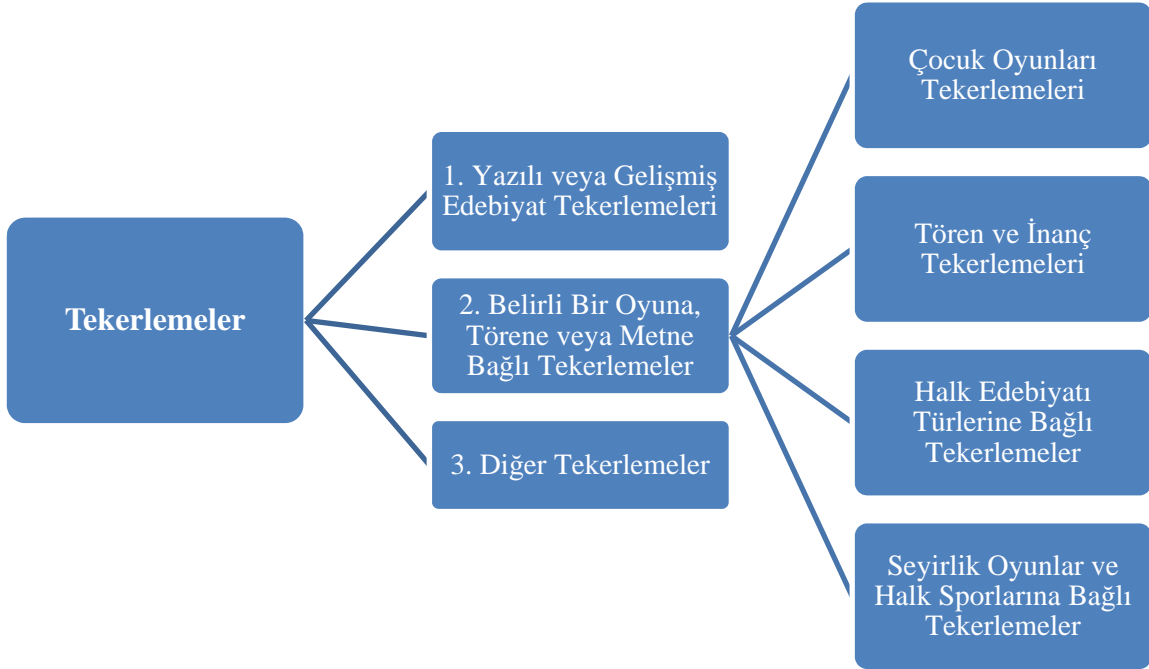 Tekerlemeler
1. Yazılı veya Gelişmiş
Edebiyat Tekerlemeleri
2. Belirli Bir Oyuna,
Törene veya Metne
Bağlı Tekerlemeler
3. Diğer Tekerlemeler
Çocuk Oyunları
Tekerlemeleri
Tören ve İnanç
Tekerlemeleri
Halk Edebiyatı
Türlerine Bağlı
Tekerlemeler
Seyirlik Oyunlar ve
Halk Sporlarına Bağlı
Tekerlemeler